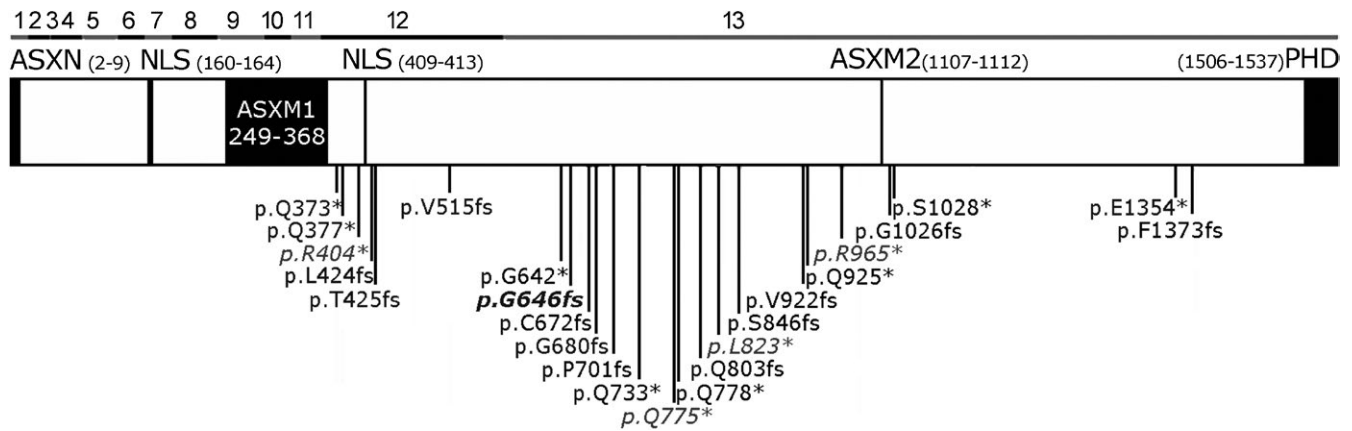 12 3 4 5 6 7 8 9 10 11 12 13
ASXN (2-9) NLS (160-164) NLS (409-413) ASXM2(1107-1112) (1506-1537)PHD
ASXM1
249-368
p.Q373* p.V515fs p.S1028* p.E1354*
p.Q377* p.G1026fs p.F1373fs
p.R404* p.R965*
p.L424fs p.G642* p.Q925*
p.T425fs p.G646fs p.V922fs
p.C672fs p.S846fs
p.G680fs p.L823*
p.P701fs p.Q803fs
p.Q733* p.Q778*
p.Q775*